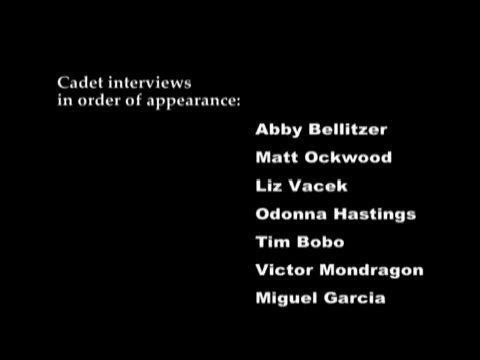 Cadet interviews
in order of appearance:
Abby Bellitzer
Matt Ockwood
Liz Vacek
Odonna Hastings
Tim Bobo
Victor Mondragon
Miguel Garcia